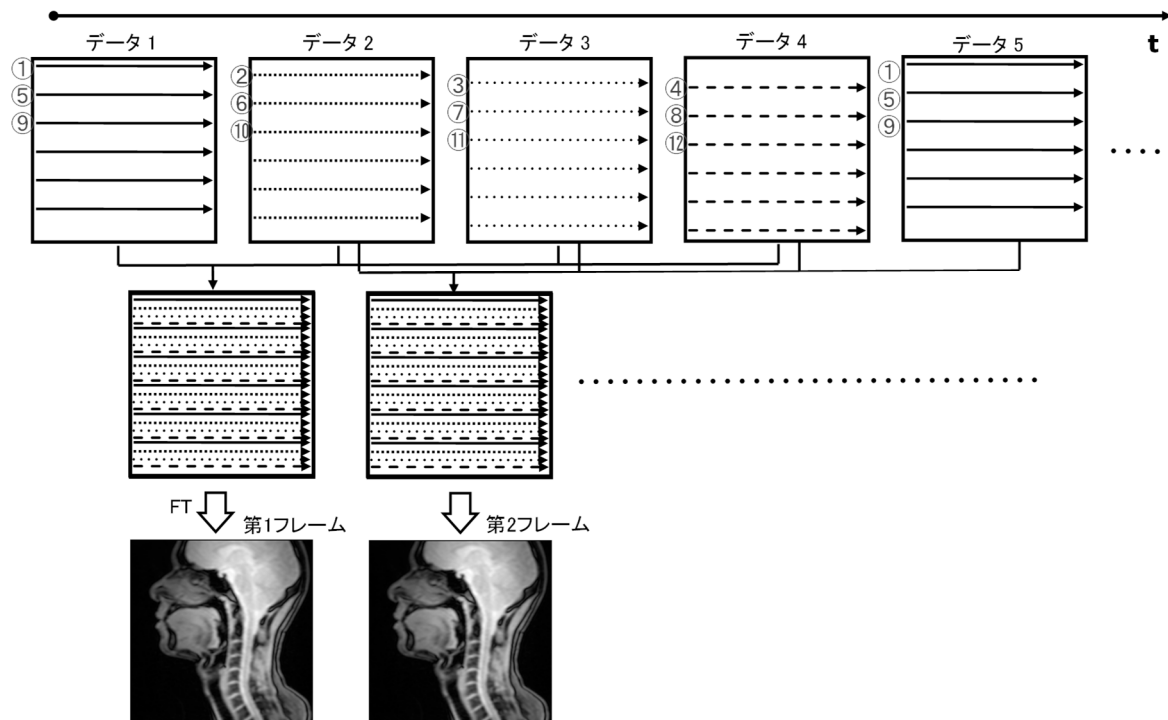 t
データ1
データ2
データ3
データ4
データ5
①
⑤
⑨
②
⑥
⑩
③
⑦
⑪
④
⑧
⑫
①
⑤
⑨
FT
第1フレーム
第2フレーム